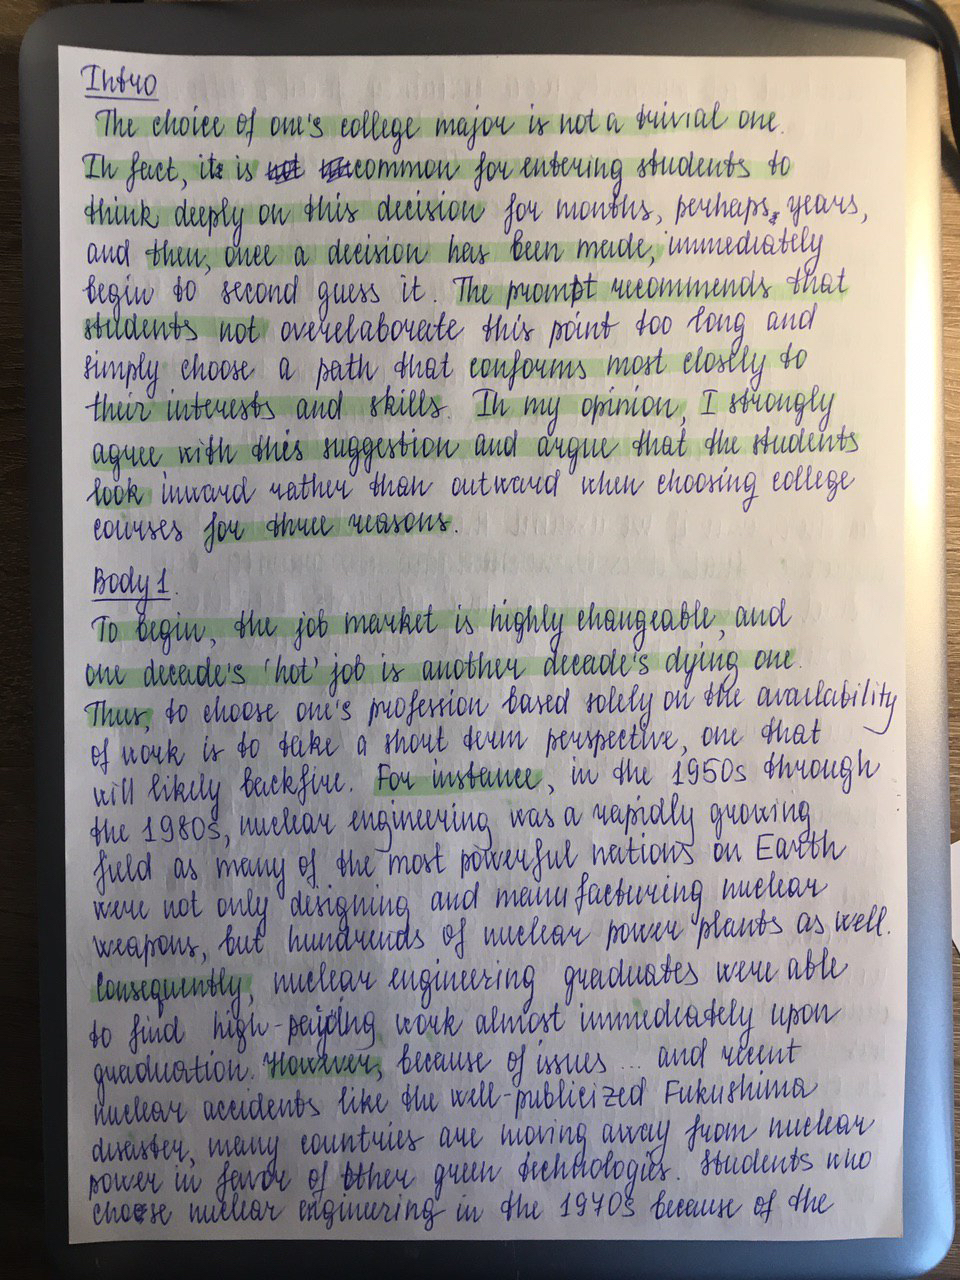 Intro
The choice of one's college major is not a trivial one.
In fact, it is common for entering students to
think deeply on this decision for months, perhaps, years,
and then, once a decision has been made, immediately
begin to second guess it. The prompt recommends that
students not overelaborate this point too long and
simply choose a path that conforms most closely to
their interests and skills. In my opinion, I strongly
agree with this suggestion and argue that the students
look inward rather than outward when choosing college
courses for three reasons.
Body 1.
To begin, the job market is highly changeable, and
one decade's 'hot' job is another decade's dying one.
Thus, to choose one's profession based solely on the availability
of work is to take a short term perspective, one that
will likely backfire. For instance, in the 1950s through
the 1980s, nuclear engineering was a rapidly growing
field as many of the most powerful nations on Earth
were not only designing and manufacturing nuclear
weapons, but hundrends of nuclear power plants as well.
Consequently, nuclear engineering graduates were able
to find high-paying work almost immediately upon
graduation. However, because of issues ... and recent
nuclear accidents like the well-publicized Fukushima
disaster, many countries are moving away from nuclear
power in favor of other green technologies. Students who
chose nuclear engineering in the 1970s because of the